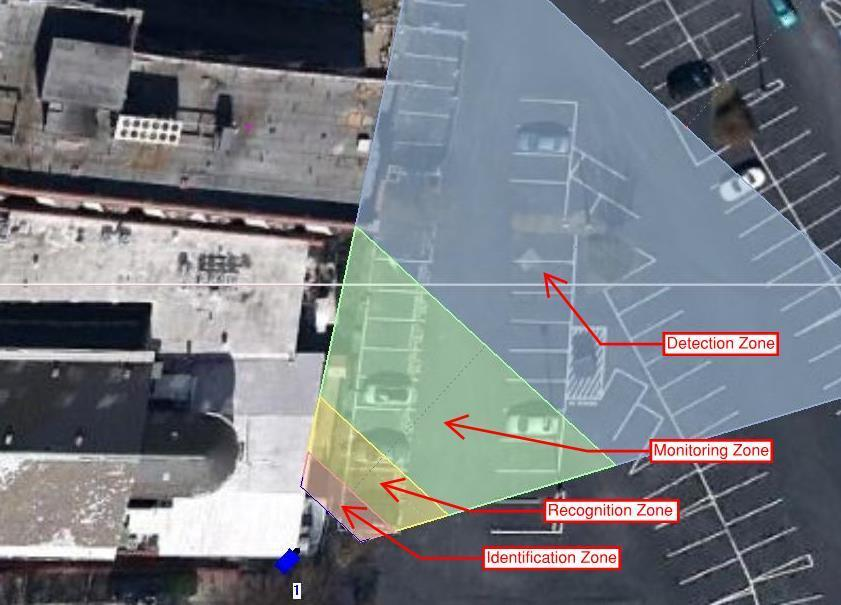 Detection Zone
Monitoring Zone
Recognition Zone
Identification Zone
1